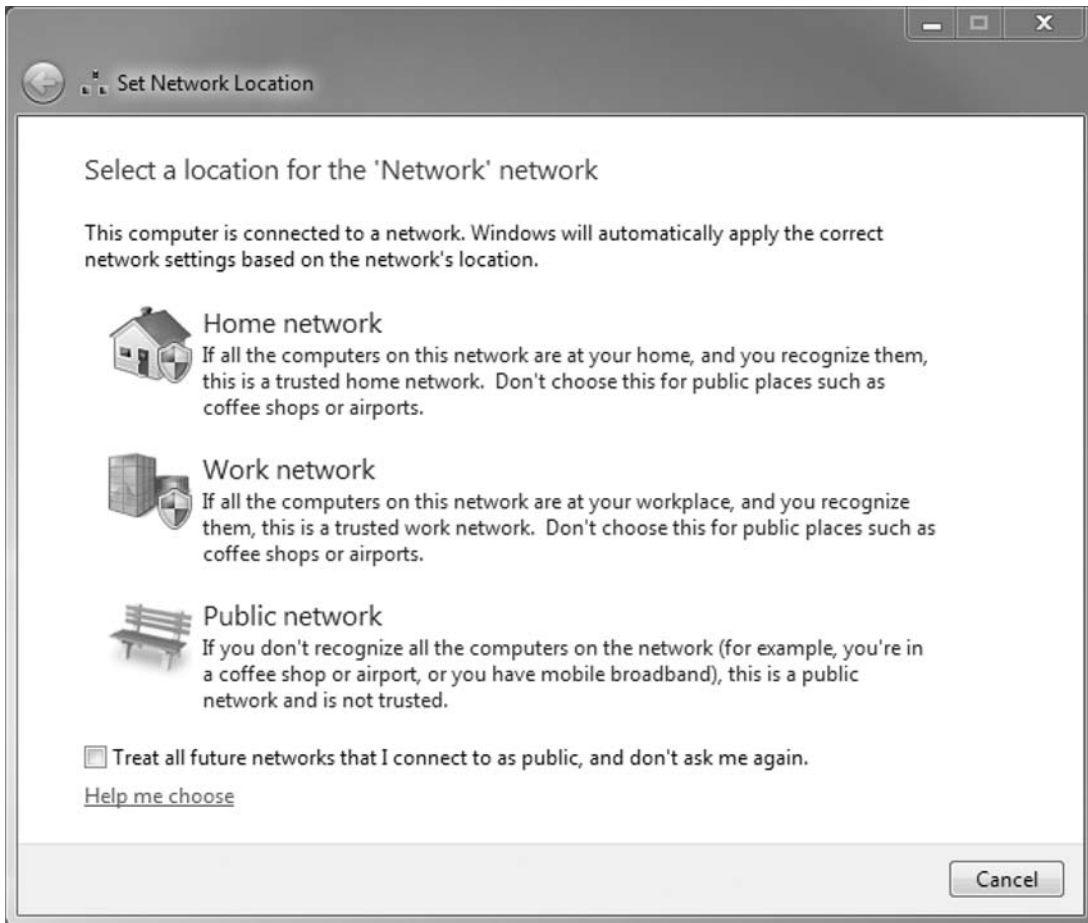 Set Network Location
Select a location for the 'Network' network
This computer is connected to a network. Windows will automatically apply the correct
network settings based on the network's location.
Home network
If all the computers on this network are at your home, and you recognize them,
this is a trusted home network.  Don't choose this for public places such as
coffee shops or airports.
Work network
If all the computers on this network are at your workplace, and you recognize
them, this is a trusted work network.  Don't choose this for public places such as
coffee shops or airports.
Public network
If you don't recognize all the computers on the network (for example, you're in
a coffee shop or airport, or you have mobile broadband), this is a public
network and is not trusted.
Treat all future networks that I connect to as public, and don't ask me again.
Help me choose
Cancel